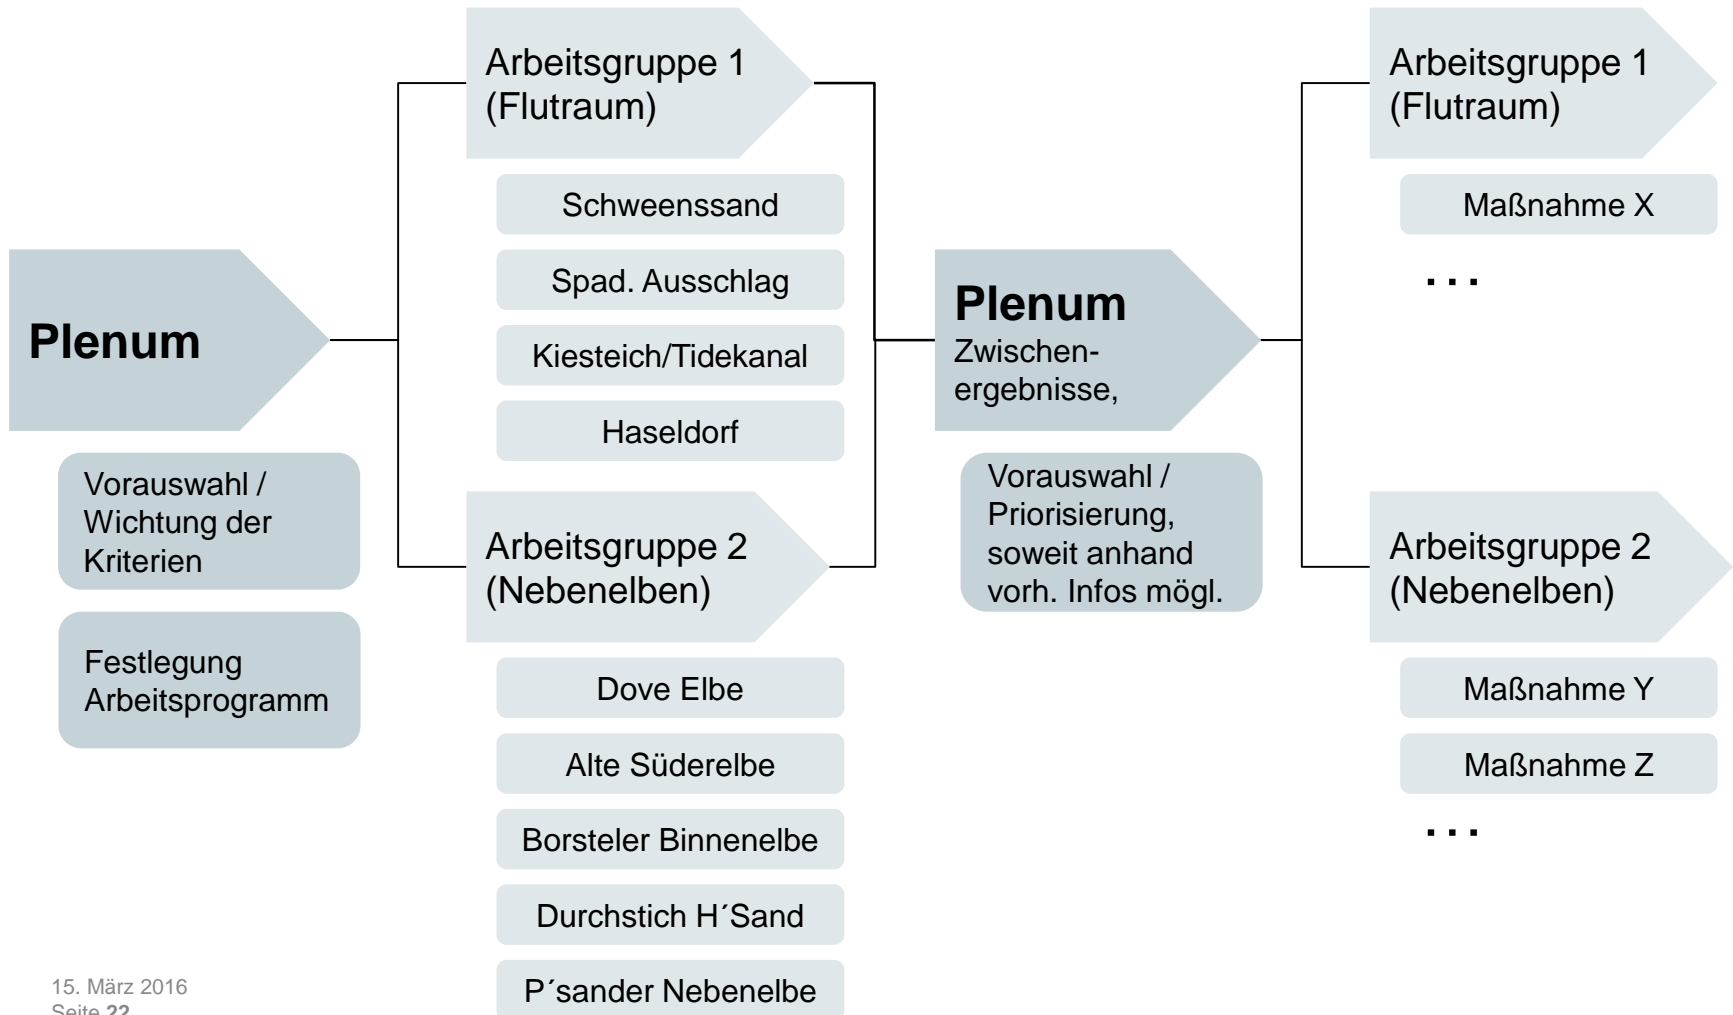 Plenum
Vorauswahl /
Wichtung der
Kriterien
Festlegung
Arbeitsprogramm
Arbeitsgruppe 1
(Flutraum)
Schweenssand
Spad. Ausschlag
Kiesteich/Tidekanal
Haseldorf
Arbeitsgruppe 2
(Nebenelben)
Dove Elbe
Alte Süderelbe
Borsteler Binnenelbe
Durchstich H´Sand
P´sander Nebenelbe
Plenum
Zwischen-
ergebnisse,
Vorauswahl /
Priorisierung,
soweit anhand
vorh. Infos mögl.
Arbeitsgruppe 1
(Flutraum)
Maßnahme X
...
Arbeitsgruppe 2
(Nebenelben)
Maßnahme Y
Maßnahme Z
...
15. März 2016
Seite 22